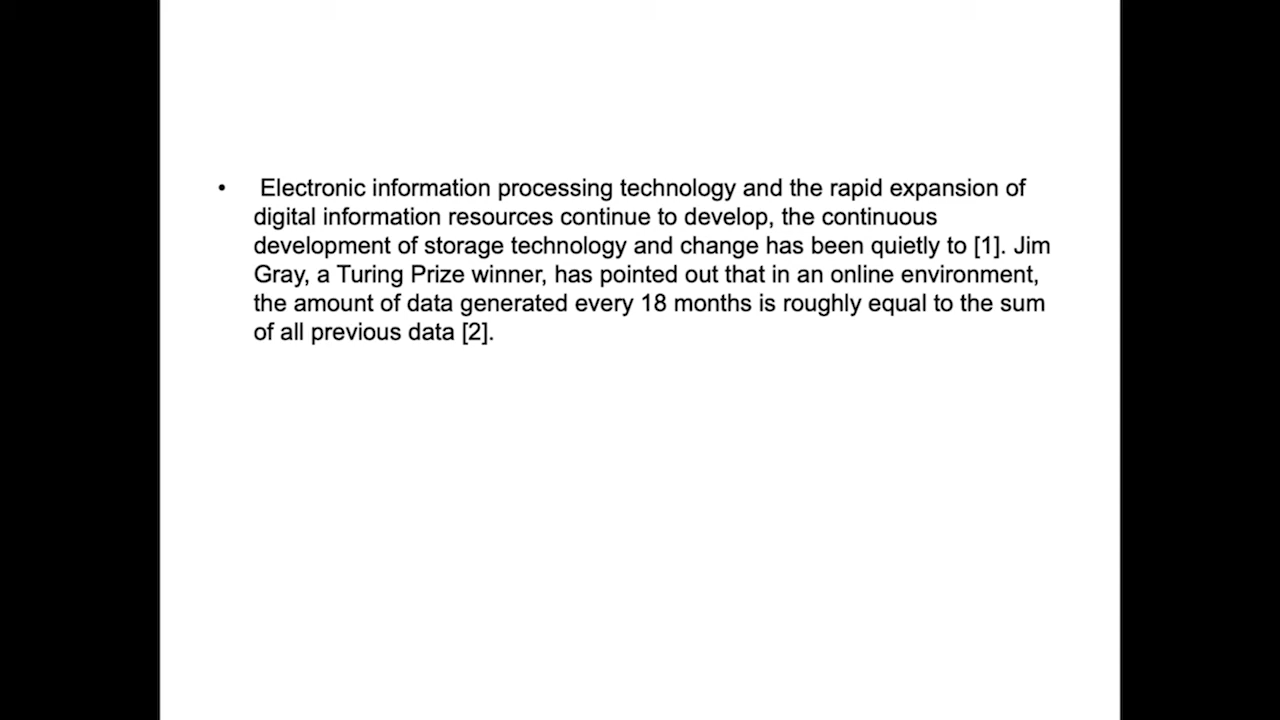 • Electronic information processing technology and the rapid expansion of
digital information resources continue to develop, the continuous
development of storage technology and change has been quietly to [1]. Jim
Gray, a Turing Prize winner, has pointed out that in an online environment,
the amount of data generated every 18 months is roughly equal to the sum
of all previous data [2].